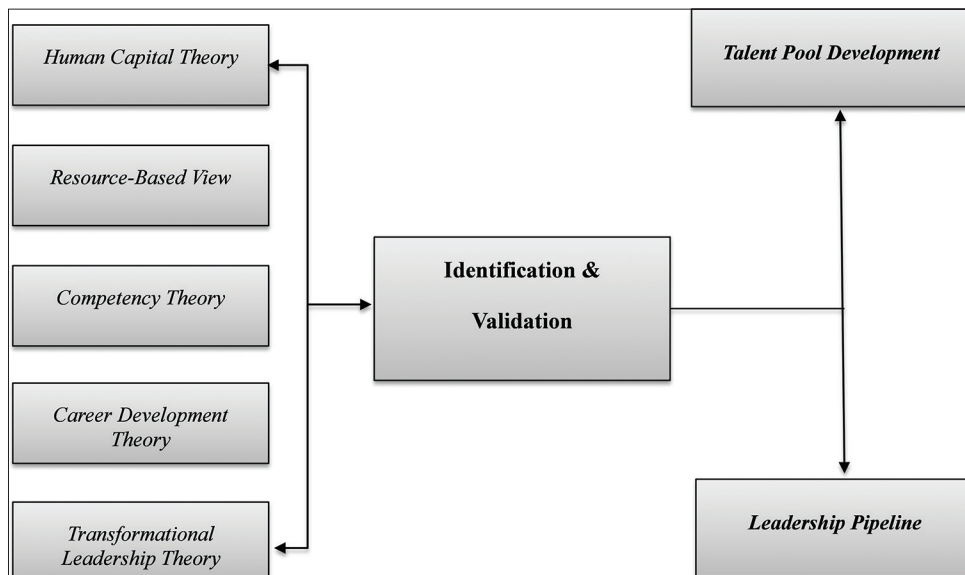 Human Capital Theory
Resource-Based View
Competency Theory
Career Development
Theory
Transformational
Leadership Theory
Identification &
Validation
Talent Pool Development
Leadership Pipeline